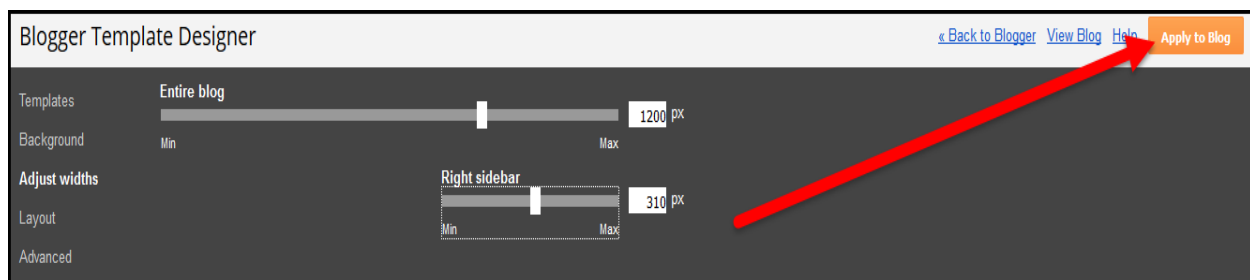 Blogger Template Designer
« Back to Blogger View Blog Help Apply to Blog
Templates
Background
Adjust widths
Layout
Advanced
Entire blog
1200 px
Min Max
Right sidebar
310 px
Min Max